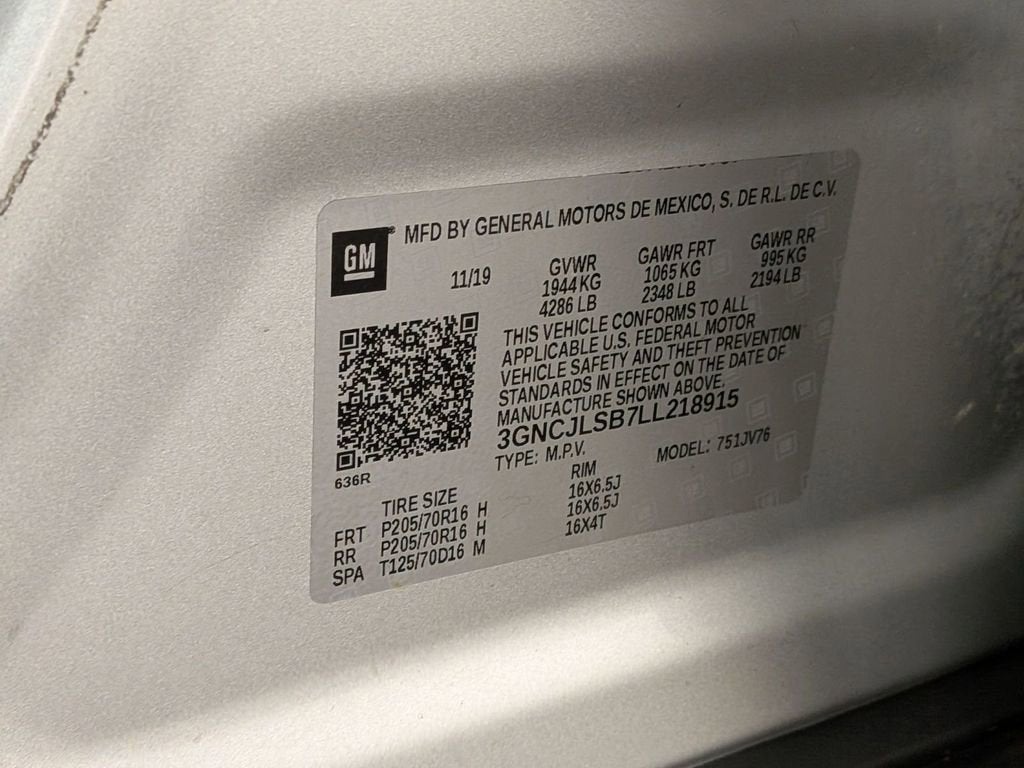 MFD BY GENERAL MOTORS DE MEXICO, S. DE R.L. DE C.V.
GM
11/19
GVWR GAWR FRT GAWR RR
1944 KG 1065 KG 995 KG
4286 LB 2348 LB 2194 LB
THIS VEHICLE CONFORMS TO ALL
APPLICABLE U.S. FEDERAL MOTOR
VEHICLE SAFETY AND THEFT PREVENTION
STANDARDS IN EFFECT ON THE DATE OF
MANUFACTURE SHOWN ABOVE.
3GNCJLSB7LL218915
TYPE: M.P.V. MODEL: 751JV76
636R
TIRE SIZE RIM
FRT P205/70R16 H 16X6.5J
RR P205/70R16 H 16X6.5J
SPA T125/70D16 M 16X4T